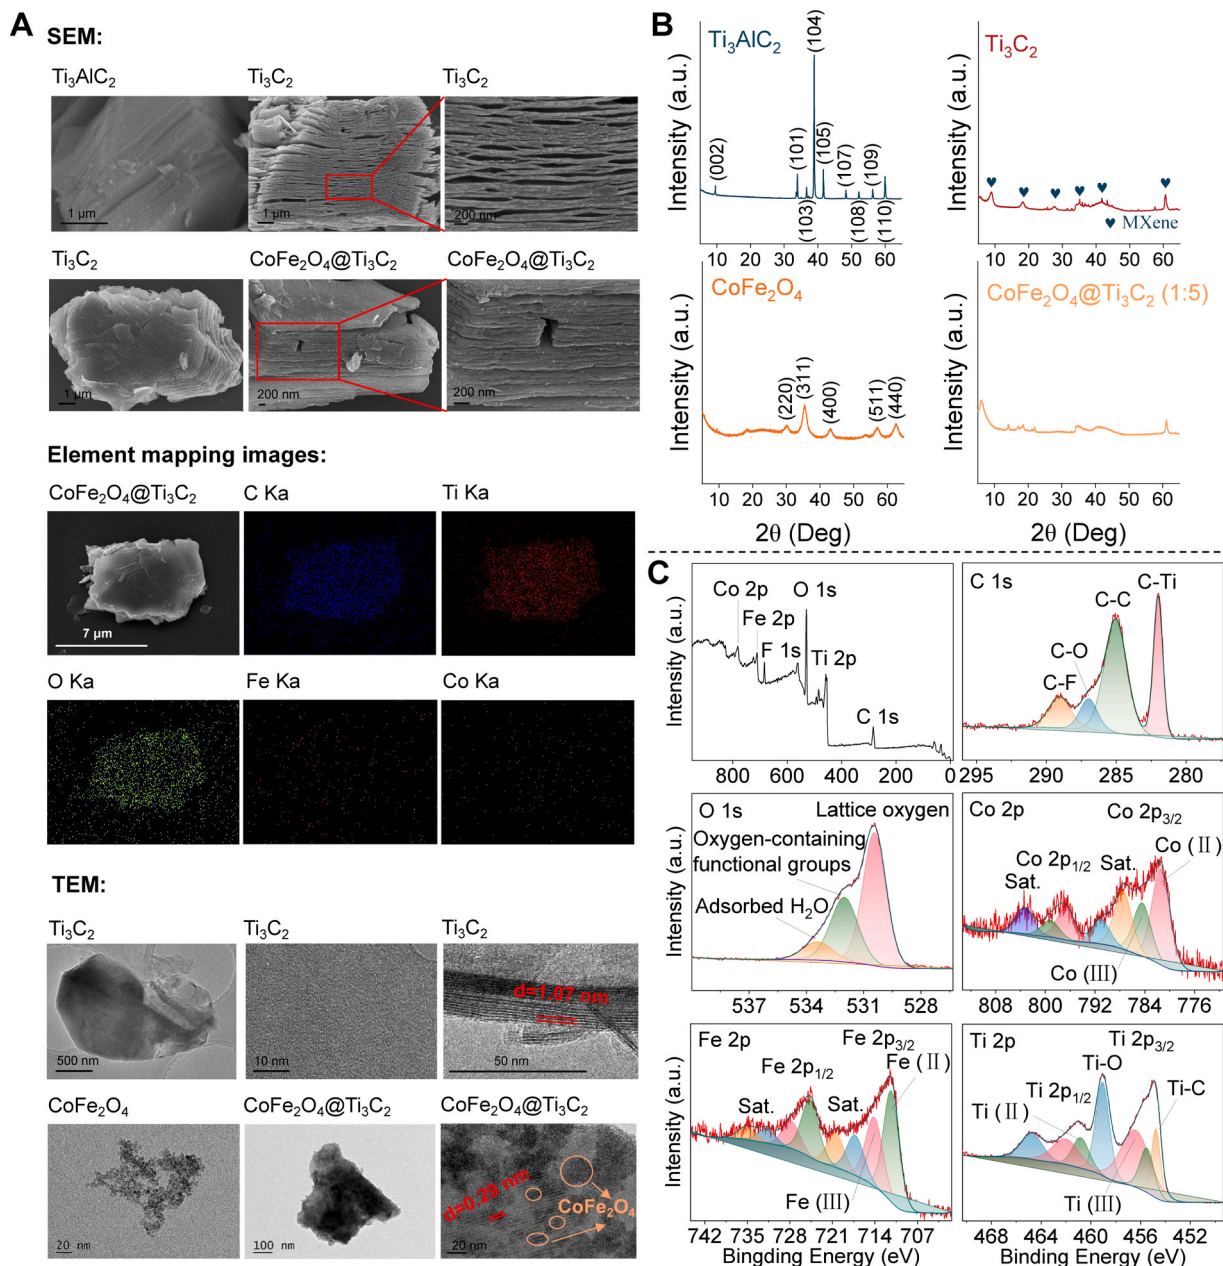 A
SEM:
Ti₃AlC₂
Ti₃C₂
Ti₃C₂
1 μm
1 μm
200 nm
Ti₃C₂
CoFe₂O₄@Ti₃C₂
CoFe₂O₄@Ti₃C₂
1 μm
200 nm
200 nm
Element mapping images:
CoFe₂O₄@Ti₃C₂
C Ka
Ti Ka
7 μm
O Ka
Fe Ka
Co Ka
TEM:
Ti₃C₂
Ti₃C₂
Ti₃C₂
500 nm
10 nm
d=1.07 nm
50 nm
CoFe₂O₄
CoFe₂O₄@Ti₃C₂
CoFe₂O₄@Ti₃C₂
20 nm
100 nm
d=0.29 nm
CoFe₂O₄
20 nm
B
Intensity (a.u.)
Ti₃AlC₂
(002)
(101)
(103)
(104)
(105)
(107)
(108)
(109)
(110)
10 20 30 40 50 60
Intensity (a.u.)
Ti₃C₂
♥ MXene
10 20 30 40 50 60
Intensity (a.u.)
CoFe₂O₄
(220)
(311)
(400)
(511)
(440)
10 20 30 40 50 60
2θ (Deg)
Intensity (a.u.)
CoFe₂O₄@Ti₃C₂ (1:5)
10 20 30 40 50 60
2θ (Deg)
C
Intensity (a.u.)
Co 2p
Fe 2p
F 1s
O 1s
Ti 2p
C 1s
800 600 400 200 0
C 1s
C-F
C-O
C-C
C-Ti
295 289 283 277
Intensity (a.u.)
O 1s
Lattice oxygen
Oxygen-containing
functional groups
Adsorbed H₂O
537 534 530 526
Co 2p
Co 2p₃/₂
Co 2p₁/₂
Sat.
Sat.
Co (II)
Co (III)
808 800 792 784 776
Intensity (a.u.)
Fe 2p
Fe 2p₃/₂
Fe 2p₁/₂
Fe (II)
Sat.
Sat.
Fe (III)
742 735 728 721 714 707
Bingding Energy (eV)
Ti 2p
Ti 2p₃/₂
Ti-O
Ti 2p₁/₂
Ti-C
Ti (II)
Ti (III)
468 464 460 456 452
Binding Energy (eV)